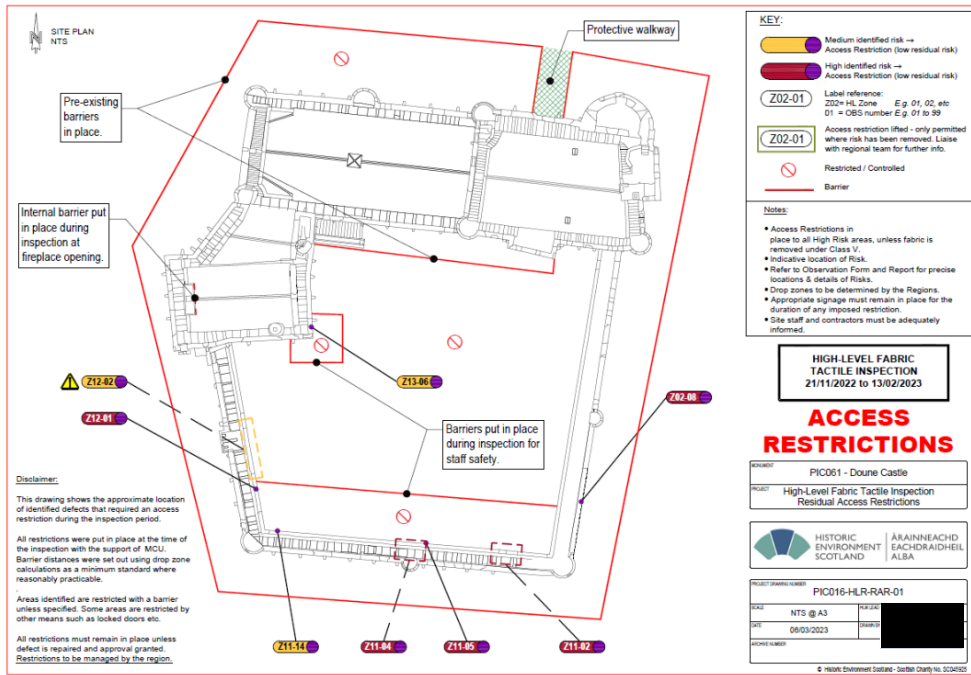 SITE PLAN
NTS
Protective walkway
Pre-existing
barriers
in place.
Internal barrier put
in place during
inspection at
fireplace opening.
Z12-02
Z12-01
Z13-06
Z02-08
Barriers put in place
during inspection for
staff safety.
Z11-14
Z11-04
Z11-05
Z11-02
Disclaimer:
This drawing shows the approximate location
of identified defects that required an access
restriction during the inspection period.
All restrictions were put in place at the time of
the inspection with the support of  MCU.
Barrier distances were set out using drop zone
calculations as a minimum standard where
reasonably practicable.
.
Areas identified are restricted with a barrier
unless specified. Some areas are restricted by
other means such as locked doors etc.
All restrictions must remain in place unless
defect is repaired and approval granted.
Restrictions to be managed by the region.
KEY:
Medium identified risk →
Access Restriction (low residual risk)
High identified risk →
Access Restriction (low residual risk)
Z02-01
Label reference:
Z02= HL Zone E.g. 01, 02, etc
01 = OBS number E.g. 01 to 99
Z02-01
Access restriction lifted - only permitted
where risk has been removed. Liaise
with regional team for further info.
Restricted / Controlled
Barrier
Notes:
• Access Restrictions in
place to all High Risk areas, unless fabric is
removed under Class V.
• Indicative location of Risk.
• Refer to Observation Form and Report for precise
locations & details of Risks.
• Drop zones to be determined by the Regions.
• Appropriate signage must remain in place for the
duration of any imposed restriction.
• Site staff and contractors must be adequately
informed.
HIGH-LEVEL FABRIC
TACTILE INSPECTION
21/11/2022 to 13/02/2023
ACCESS
RESTRICTIONS
MONUMENT
PIC061 - Doune Castle
PROJECT
High-Level Fabric Tactile Inspection
Residual Access Restrictions
HISTORIC
ENVIRONMENT
SCOTLAND
ÀRAINNEACHD
EACHDRAIDHEIL
ALBA
PROJECT DRAWING NUMBER
PIC016-HLR-RAR-01
SCALE
NTS @ A3
DATE
06/03/2023
DRAWN BY
ARCHIVE NUMBER
© Historic Environment Scotland - Scottish Charity No. SC045925